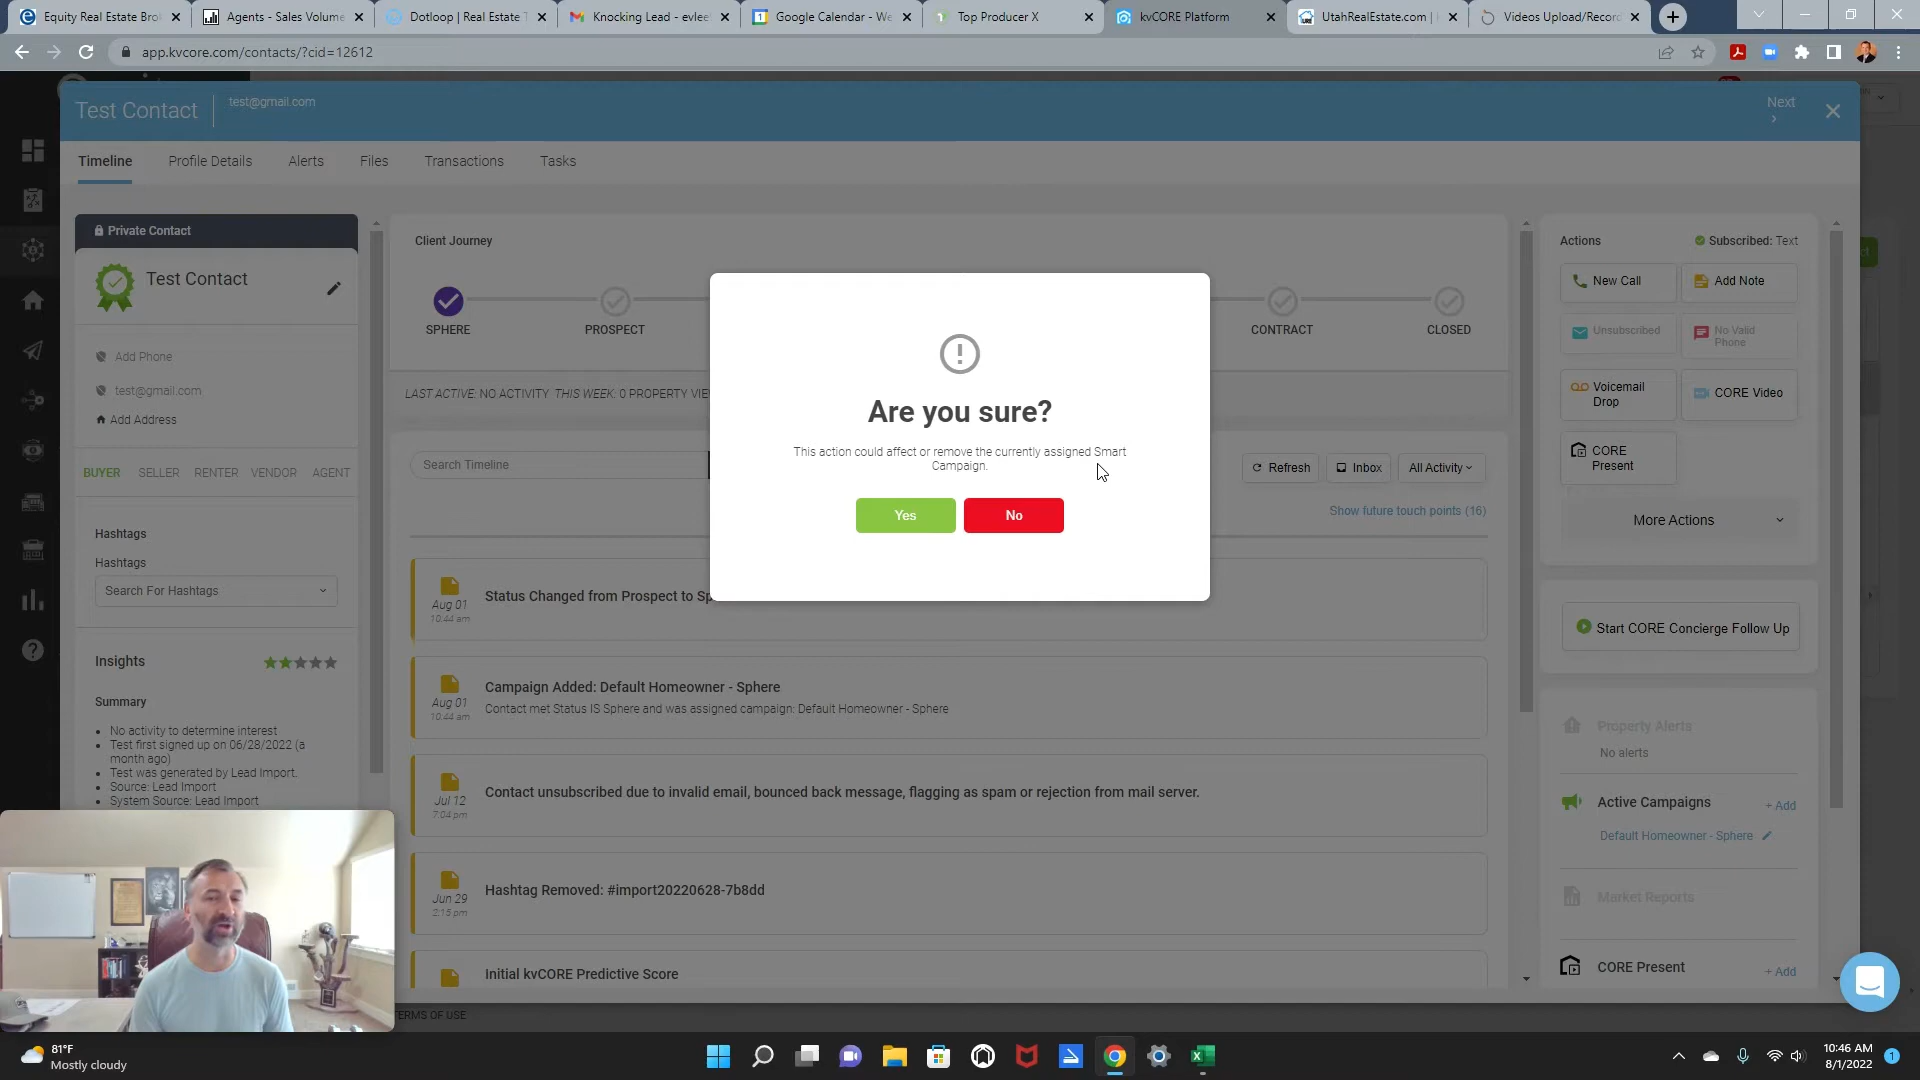 Equity Real Estate Brok
Agents - Sales Volume
Dotloop | Real Estate T
Knocking Lead - evlee
Google Calendar - We
Top Producer X
kvCORE Platform
UtahRealEstate.com |
Videos Upload/Record
app.kvcore.com/contacts/?cid=12612
Test Contact
test@gmail.com
Next
Timeline
Profile Details
Alerts
Files
Transactions
Tasks
Private Contact
Test Contact
Add Phone
test@gmail.com
Add Address
BUYER SELLER RENTER VENDOR AGENT
Hashtags
Hashtags
Search For Hashtags
Insights
Summary
No activity to determine interest
Test first signed up on 06/28/2022 (a
month ago)
Test was generated by Lead Import.
Source: Lead Import
System Source: Lead Import
Client Journey
SPHERE
PROSPECT
CONTRACT
CLOSED
LAST ACTIVE: NO ACTIVITY THIS WEEK: 0 PROPERTY VIE
Search Timeline
Refresh
Inbox
All Activity
Show future touch points (16)
Are you sure?
This action could affect or remove the currently assigned Smart
Campaign.
Yes
No
Aug 01
10:44 am
Status Changed from Prospect to Sp
Aug 01
10:44 am
Campaign Added: Default Homeowner - Sphere
Contact met Status IS Sphere and was assigned campaign: Default Homeowner - Sphere
Jul 12
7:04 pm
Contact unsubscribed due to invalid email, bounced back message, flagging as spam or rejection from mail server.
Jun 29
2:15 pm
Hashtag Removed: #import20220628-7b8dd
Initial kvCORE Predictive Score
Actions
Subscribed: Text
New Call
Add Note
Unsubscribed
No Valid
Phone
Voicemail
Drop
CORE Video
CORE
Present
More Actions
Start CORE Concierge Follow Up
Property Alerts
No alerts
Active Campaigns
+ Add
Default Homeowner - Sphere
Market Reports
CORE Present
+ Add
TERMS OF USE
81°F
Mostly cloudy
10:46 AM
8/1/2022
1